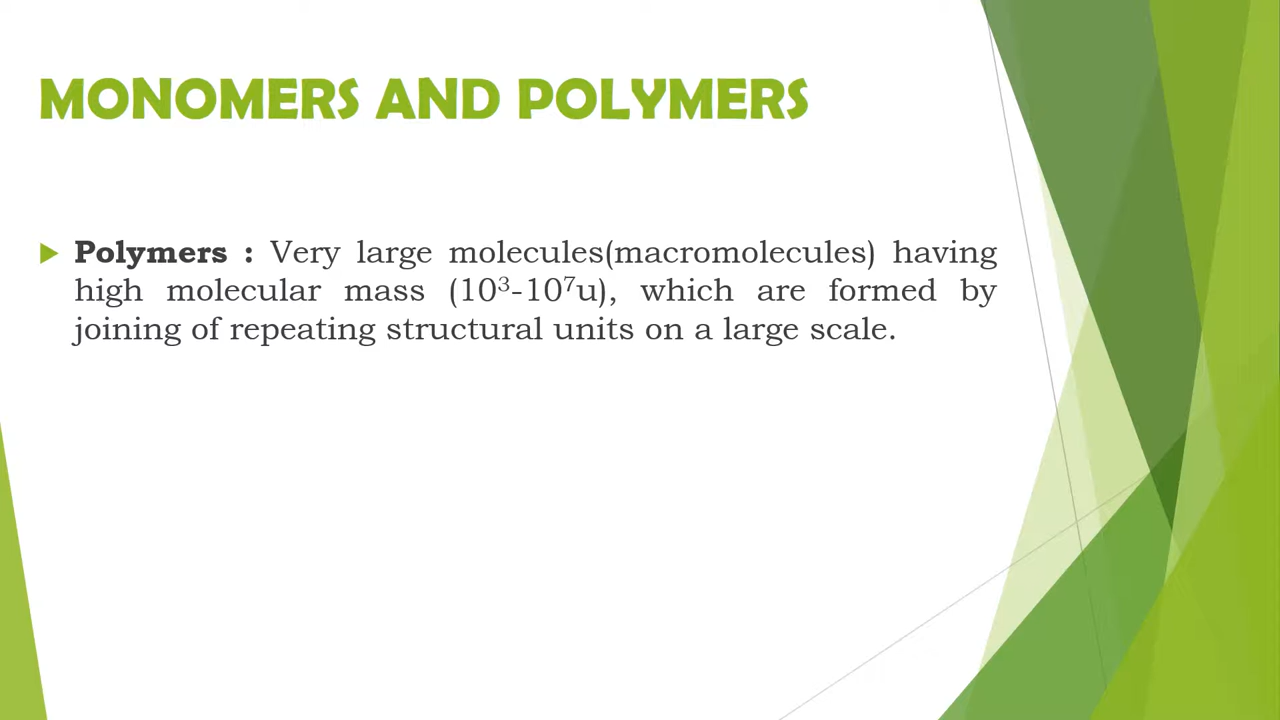 MONOMERS AND POLYMERS
Polymers : Very large molecules(macromolecules) having
high molecular mass (10³-10⁷u), which are formed by
joining of repeating structural units on a large scale.